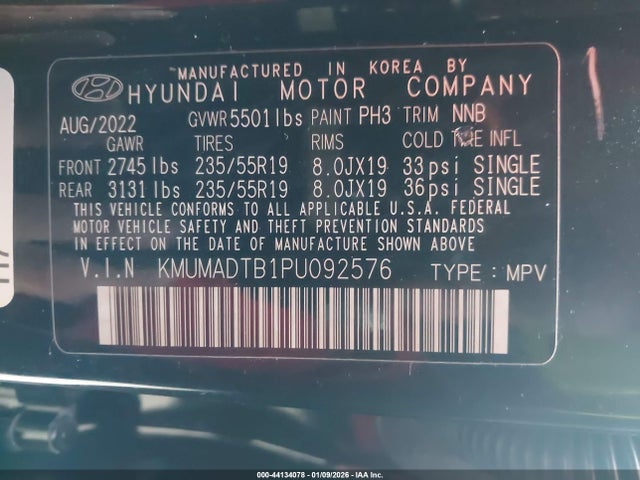 MANUFACTURED IN KOREA BY
HYUNDAI MOTOR COMPANY
AUG/2022 GVWR 5501 lbs PAINT PH3 TRIM NNB
GAWR TIRES RIMS COLD TIRE INFL
FRONT 2745 lbs 235/55R19 8.0JX19 33psi SINGLE
REAR 3131 lbs 235/55R19 8.0JX19 36psi SINGLE
THIS VEHICLE CONFORMS TO ALL APPLICABLE U.S.A. FEDERAL
MOTOR VEHICLE SAFETY AND THEFT PREVENTION STANDARDS
IN EFFECT ON THE DATE OF MANUFACTURE SHOWN ABOVE
V.I.N KMUMADTB1PU092576 TYPE : MPV
000-44134078 | 01/09/2026 | IAA Inc.